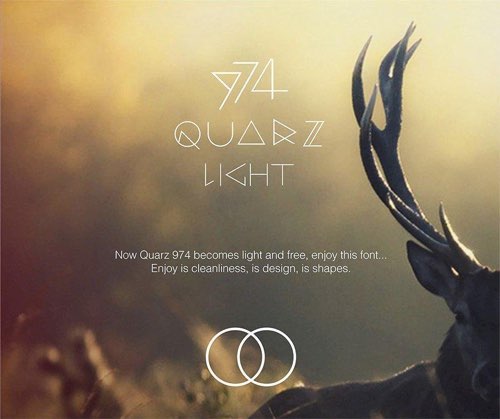 974
QUARZ
LIGHT
Now Quarz 974 becomes light and free, enjoy this font...
Enjoy is cleanliness, is design, is shapes.